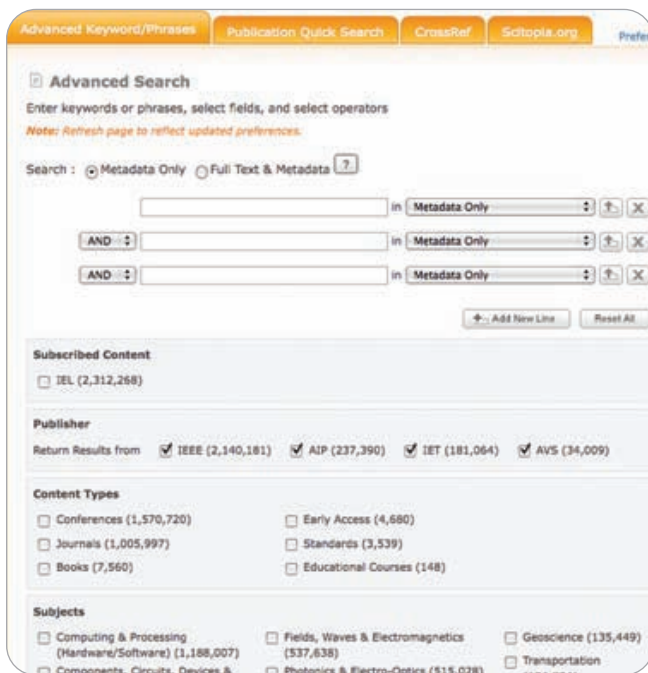 Advanced Keyword/Phrases Publication Quick Search CrossRef Scitopia.org Prefer
Advanced Search
Enter keywords or phrases, select fields, and select operators
Note: Refresh page to reflect updated preferences.
Search : Metadata Only Full Text & Metadata ?
in Metadata Only
AND in Metadata Only
AND in Metadata Only
Add New Line Reset All
Subscribed Content
IEL (2,312,268)
Publisher
Return Results from IEEE (2,140,181) AIP (237,390) IET (181,064) AVS (34,009)
Content Types
Conferences (1,570,720) Early Access (4,680)
Journals (1,005,997) Standards (3,539)
Books (7,560) Educational Courses (148)
Subjects
Computing & Processing Fields, Waves & Electromagnetics Geoscience (135,449)
(Hardware/Software) (1,188,007) (537,638) Transportation
Components, Circuits, Devices & Photonics & Electro-Optics (515,028)